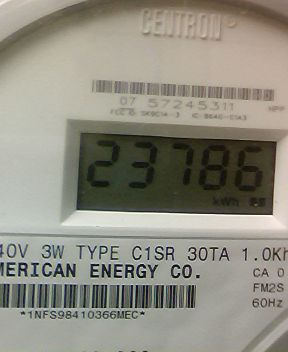 CENTRON®
07 57245311
23786
kWh
40V 3W TYPE C1SR 30TA 1.0Kh
MERICAN ENERGY CO.
CA 0
FM2S
60Hz
*1NFS98410366MEC*